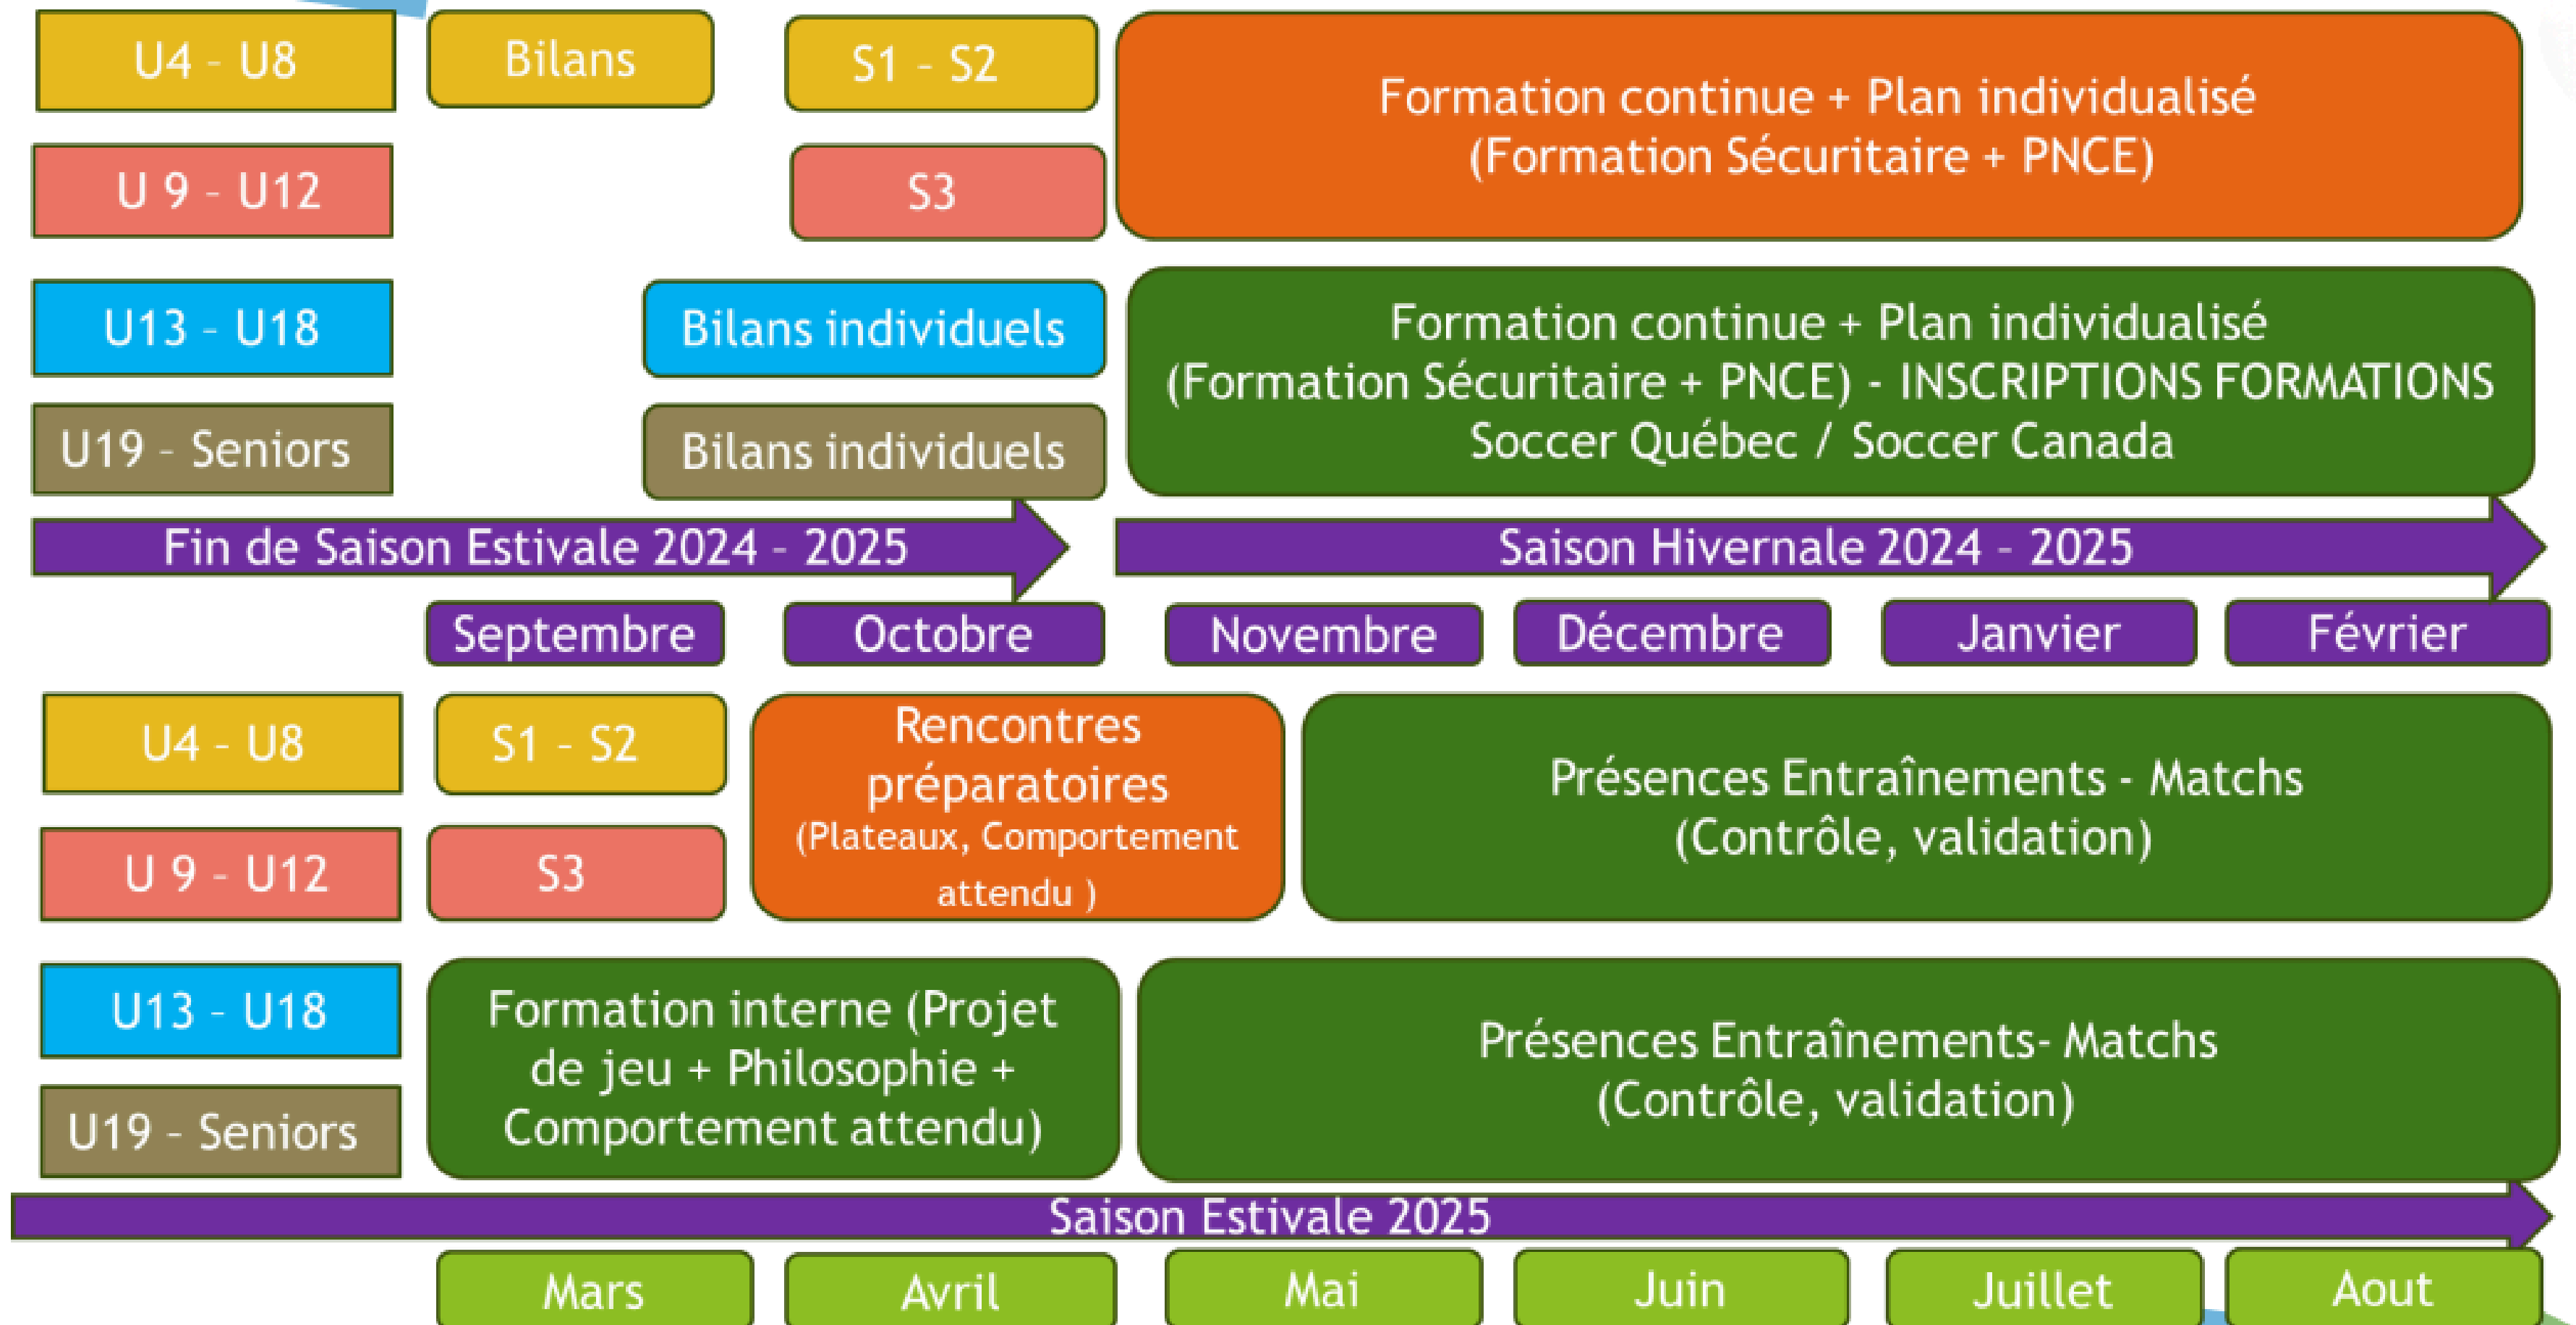 U4 – U8
Bilans
S1 – S2
Formation continue + Plan individualisé
(Formation Sécuritaire + PNCE)
U 9 – U12
S3
U13 – U18
Bilans individuels
Formation continue + Plan individualisé
(Formation Sécuritaire + PNCE) - INSCRIPTIONS FORMATIONS
Soccer Québec / Soccer Canada
U19 – Seniors
Bilans individuels
Fin de Saison Estivale 2024 – 2025
Saison Hivernale 2024 – 2025
Septembre
Octobre
Novembre
Décembre
Janvier
Février
U4 – U8
S1 – S2
Rencontres
préparatoires
(Plateaux, Comportement
attendu )
Présences Entraînements - Matchs
(Contrôle, validation)
U 9 – U12
S3
U13 – U18
Formation interne (Projet
de jeu + Philosophie +
Comportement attendu)
Présences Entraînements- Matchs
(Contrôle, validation)
U19 – Seniors
Saison Estivale 2025
Mars
Avril
Mai
Juin
Juillet
Aout